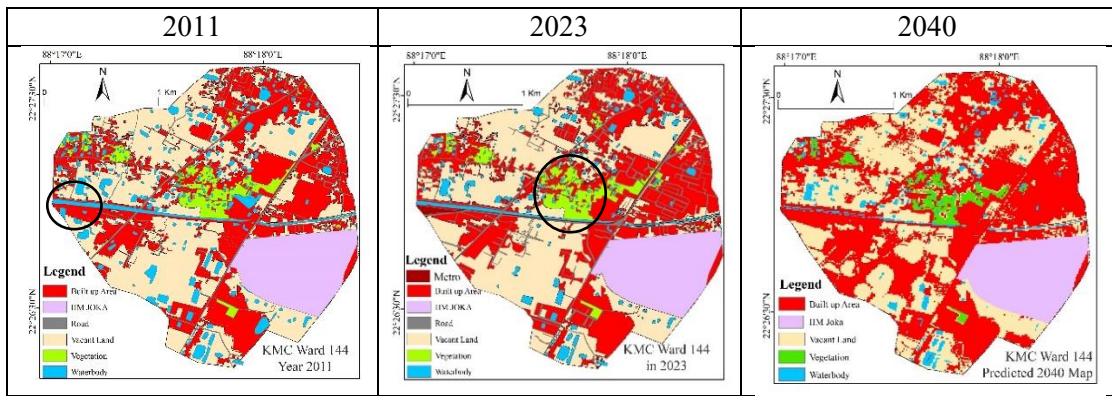 2011
2023
2040
88°17'0"E 88°18'0"E
22°27'30"N
22°26'30"N
0 1 Km
N
Legend
Built up Area
IIM JOKA
Road
Vacant Land
Vegetation
Waterbody
KMC Ward 144
Year 2011
88°17'0"E 88°18'0"E
22°27'30"N
22°26'30"N
0 1 Km
N
Legend
Metro
Built up Area
IIM JOKA
Road
Vacant Land
Vegetation
Waterbody
KMC Ward 144
in 2023
88°17'0"E 88°18'0"E
22°27'30"N
22°26'30"N
0 1 Km
N
Legend
Built up Area
IIM Joka
Vacant Land
Vegetation
Waterbody
KMC Ward 144
Predicted 2040 Map